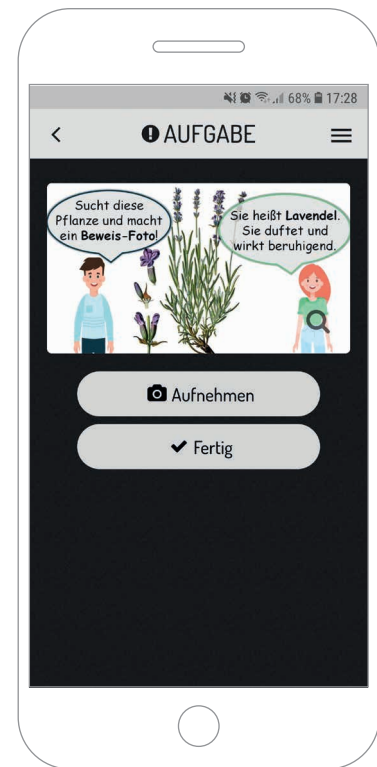 68% 17:28
AUFGABE
Sucht diese
Pflanze und macht
ein Beweis-Foto!
Sie heißt Lavendel.
Sie duftet und
wirkt beruhigend.
Aufnehmen
Fertig